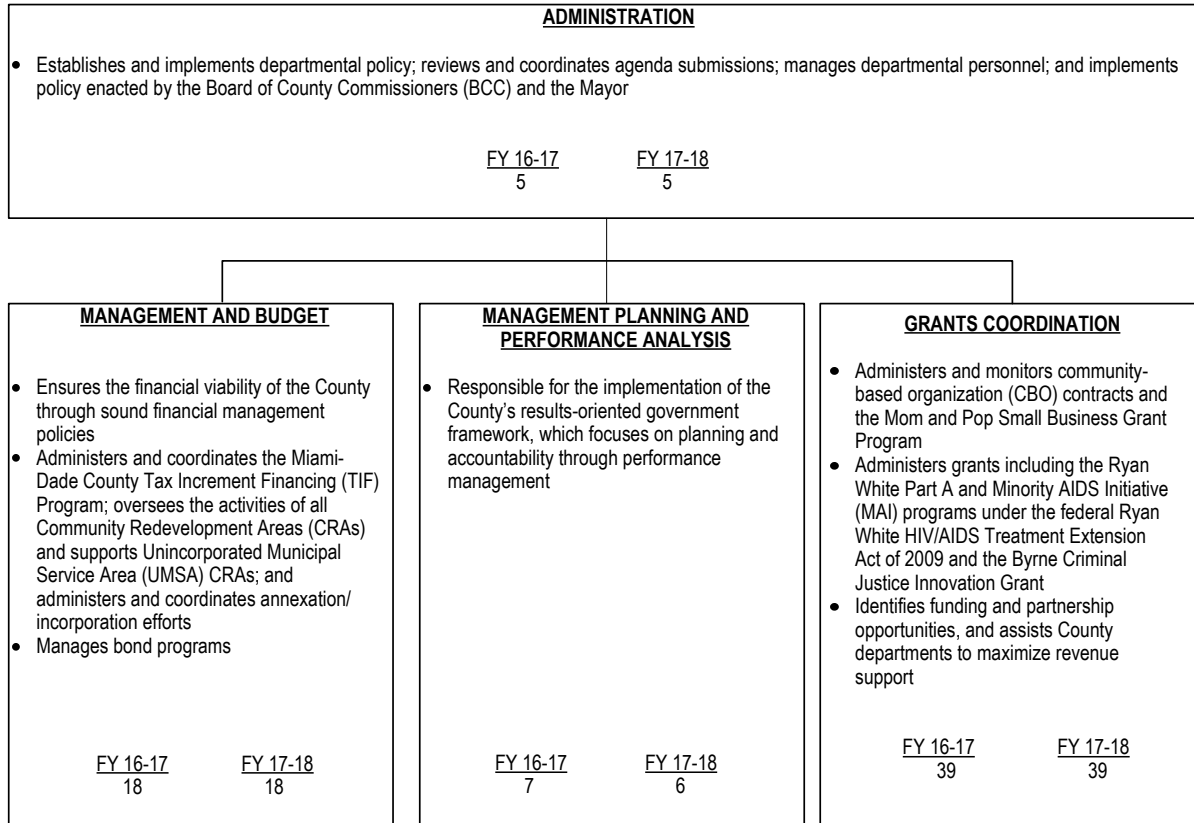 ADMINISTRATION
• Establishes and implements departmental policy; reviews and coordinates agenda submissions; manages departmental personnel; and implements
policy enacted by the Board of County Commissioners (BCC) and the Mayor
FY 16-17 FY 17-18
5 5
MANAGEMENT AND BUDGET
• Ensures the financial viability of the County
through sound financial management
policies
• Administers and coordinates the Miami-
Dade County Tax Increment Financing (TIF)
Program; oversees the activities of all
Community Redevelopment Areas (CRAs)
and supports Unincorporated Municipal
Service Area (UMSA) CRAs; and
administers and coordinates annexation/
incorporation efforts
• Manages bond programs
FY 16-17 FY 17-18
18 18
MANAGEMENT PLANNING AND
PERFORMANCE ANALYSIS
• Responsible for the implementation of the
County's results-oriented government
framework, which focuses on planning and
accountability through performance
management
FY 16-17 FY 17-18
7 6
GRANTS COORDINATION
• Administers and monitors community-
based organization (CBO) contracts and
the Mom and Pop Small Business Grant
Program
• Administers grants including the Ryan
White Part A and Minority AIDS Initiative
(MAI) programs under the federal Ryan
White HIV/AIDS Treatment Extension
Act of 2009 and the Byrne Criminal
Justice Innovation Grant
• Identifies funding and partnership
opportunities, and assists County
departments to maximize revenue
support
FY 16-17 FY 17-18
39 39